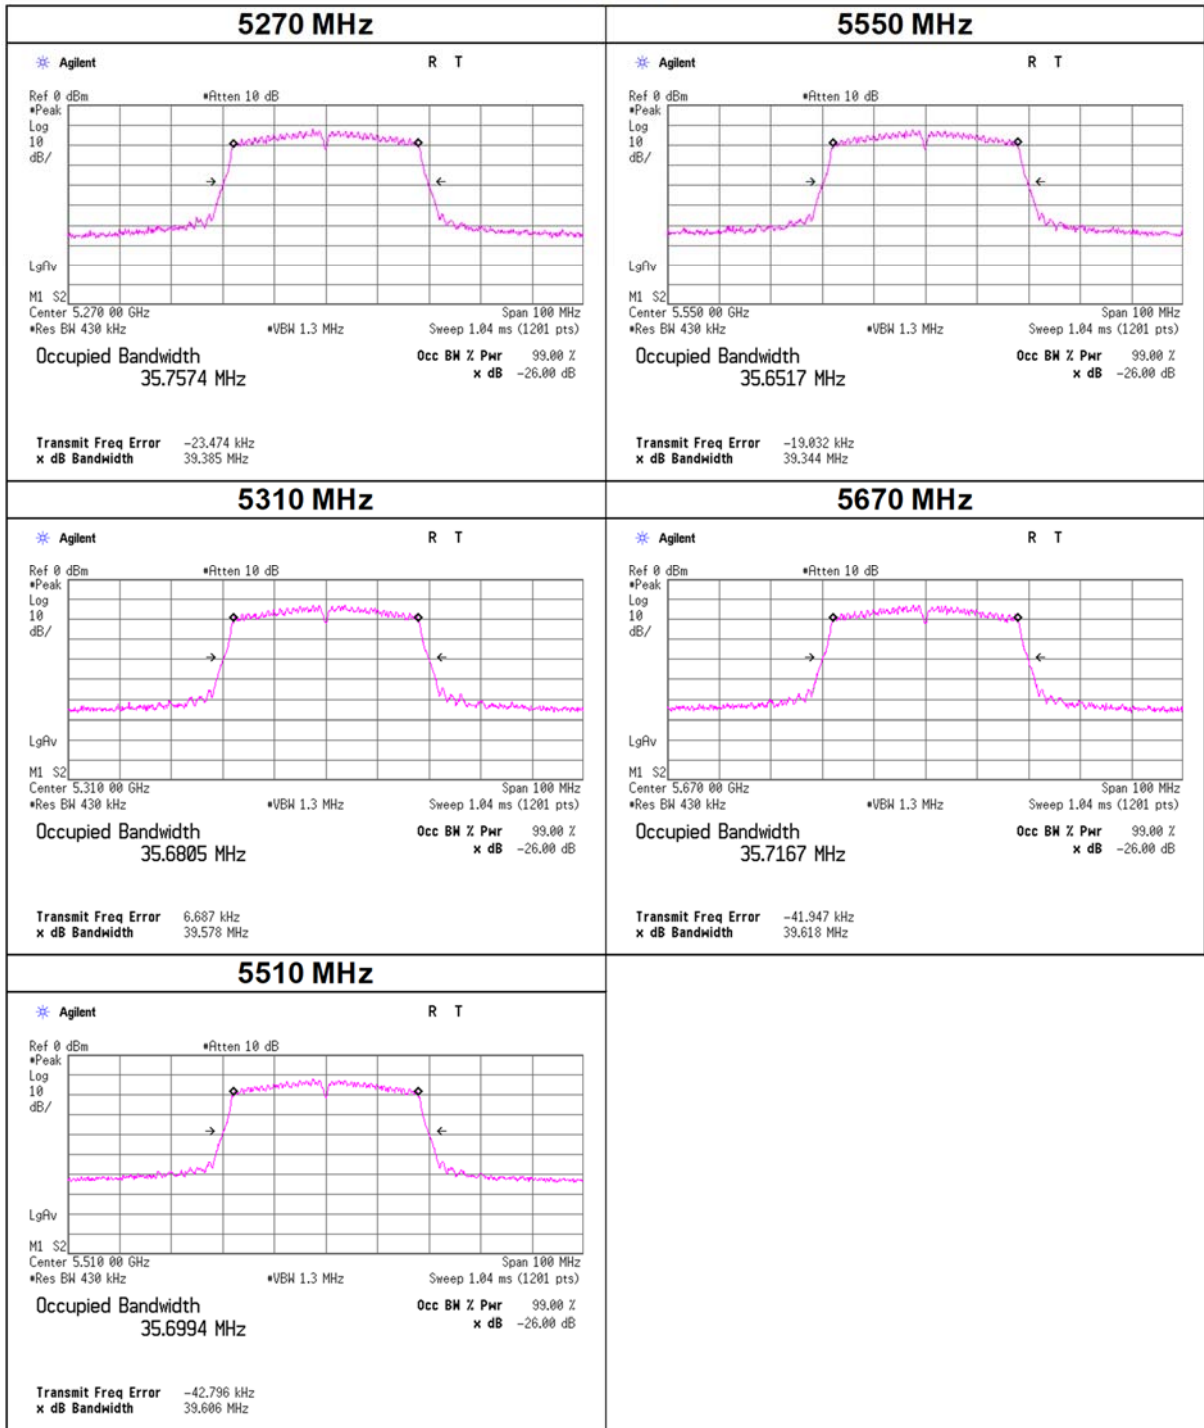 5270 MHz
Agilent R T
Ref 0 dBm #Atten 10 dB
#Peak
Log
10
dB/
LgAv
M1 S2
Center 5.270 00 GHz Span 100 MHz
#Res BW 430 kHz #VBW 1.3 MHz Sweep 1.04 ms (1201 pts)
Occupied Bandwidth Occ BW % Pwr 99.00 %
35.7574 MHz x dB -26.00 dB
Transmit Freq Error -23.474 kHz
x dB Bandwidth 39.385 MHz
5550 MHz
Agilent R T
Ref 0 dBm #Atten 10 dB
#Peak
Log
10
dB/
LgAv
M1 S2
Center 5.550 00 GHz Span 100 MHz
#Res BW 430 kHz #VBW 1.3 MHz Sweep 1.04 ms (1201 pts)
Occupied Bandwidth Occ BW % Pwr 99.00 %
35.6517 MHz x dB -26.00 dB
Transmit Freq Error -19.032 kHz
x dB Bandwidth 39.344 MHz
5310 MHz
Agilent R T
Ref 0 dBm #Atten 10 dB
#Peak
Log
10
dB/
LgAv
M1 S2
Center 5.310 00 GHz Span 100 MHz
#Res BW 430 kHz #VBW 1.3 MHz Sweep 1.04 ms (1201 pts)
Occupied Bandwidth Occ BW % Pwr 99.00 %
35.6805 MHz x dB -26.00 dB
Transmit Freq Error 6.687 kHz
x dB Bandwidth 39.578 MHz
5670 MHz
Agilent R T
Ref 0 dBm #Atten 10 dB
#Peak
Log
10
dB/
LgAv
M1 S2
Center 5.670 00 GHz Span 100 MHz
#Res BW 430 kHz #VBW 1.3 MHz Sweep 1.04 ms (1201 pts)
Occupied Bandwidth Occ BW % Pwr 99.00 %
35.7167 MHz x dB -26.00 dB
Transmit Freq Error -41.947 kHz
x dB Bandwidth 39.618 MHz
5510 MHz
Agilent R T
Ref 0 dBm #Atten 10 dB
#Peak
Log
10
dB/
LgAv
M1 S2
Center 5.510 00 GHz Span 100 MHz
#Res BW 430 kHz #VBW 1.3 MHz Sweep 1.04 ms (1201 pts)
Occupied Bandwidth Occ BW % Pwr 99.00 %
35.6994 MHz x dB -26.00 dB
Transmit Freq Error -42.796 kHz
x dB Bandwidth 39.606 MHz